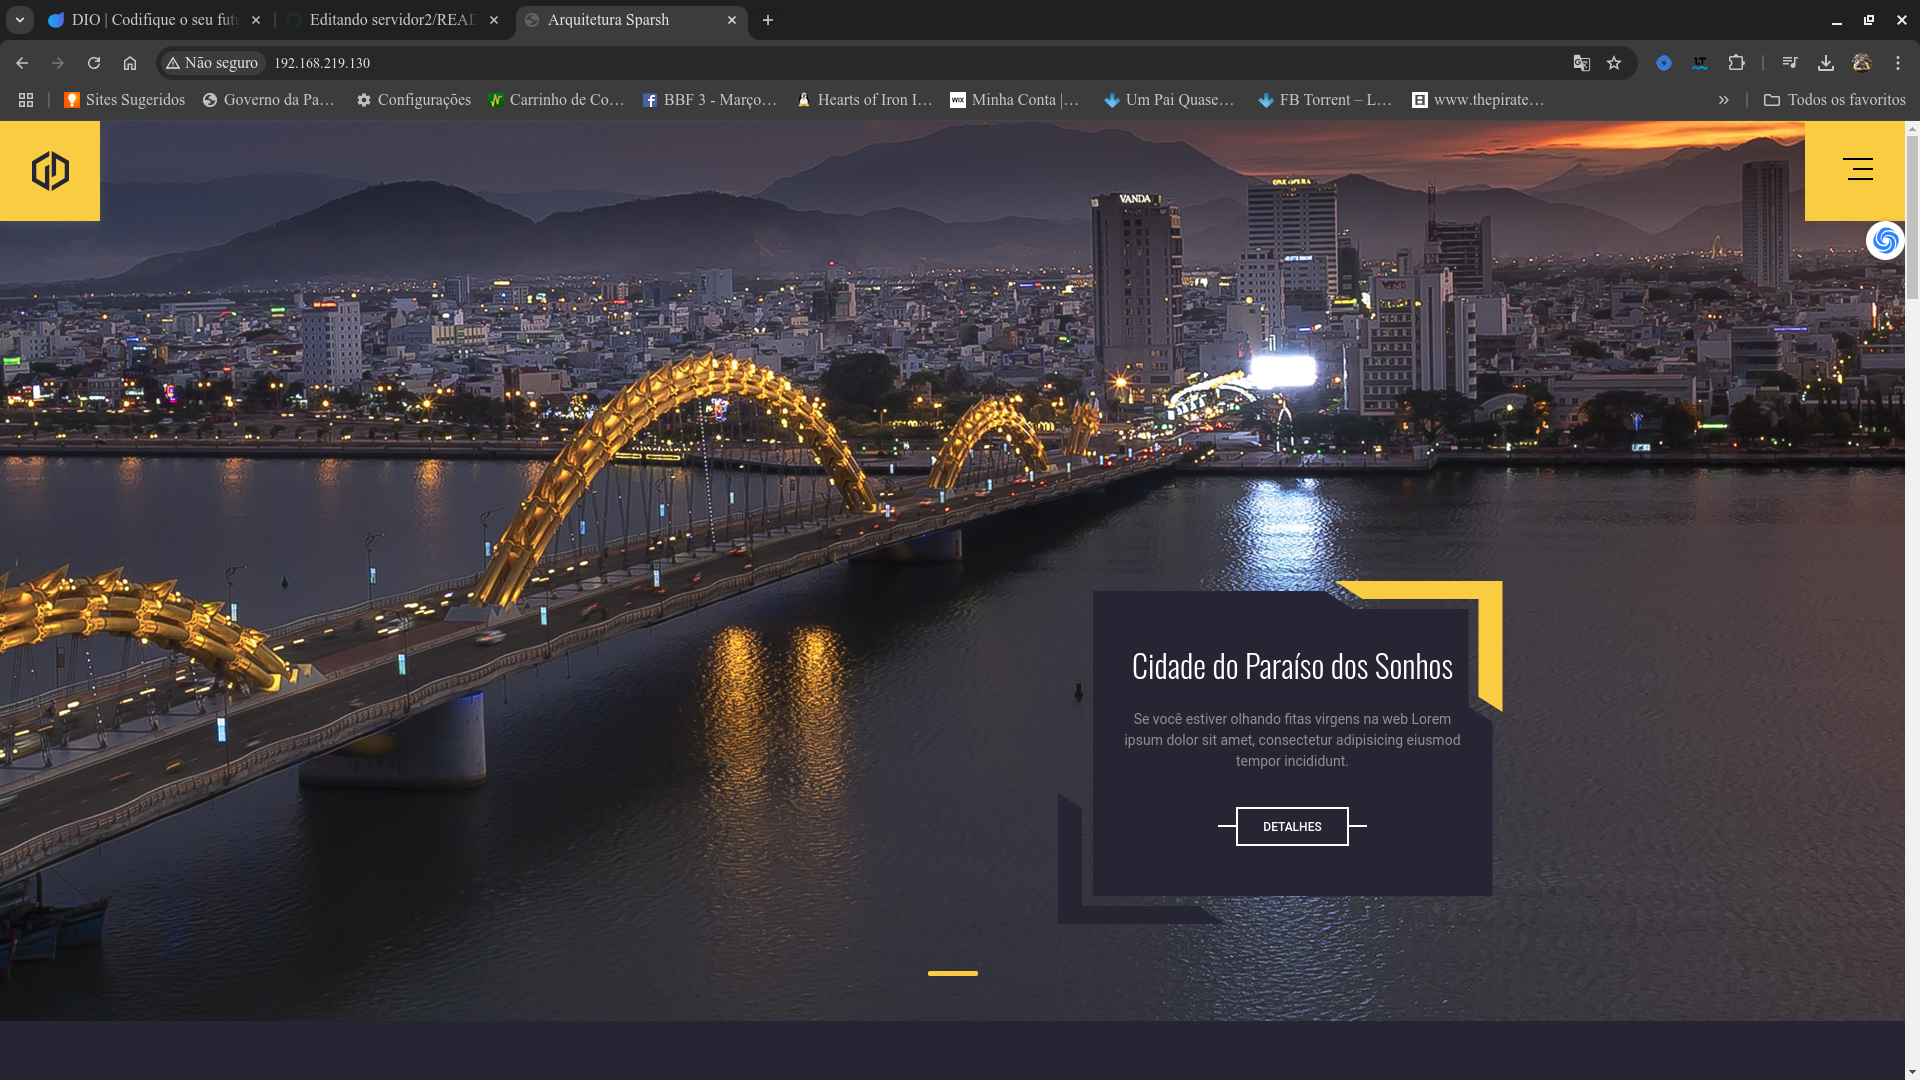 DIO | Codifique o seu fut
Editando servidor2/READ
Arquitetura Sparsh
Não seguro
192.168.219.130
Sites Sugeridos
Governo da Pa…
Configurações
Carrinho de Co…
BBF 3 - Março…
Hearts of Iron I…
WIX
Minha Conta |…
Um Pai Quase…
FB Torrent – L…
www.thepirate…
Todos os favoritos
ONE OPERA
VANDA
Cidade do Paraíso dos Sonhos
Se você estiver olhando fitas virgens na web Lorem
ipsum dolor sit amet, consectetur adipisicing eiusmod
tempor incididunt.
DETALHES